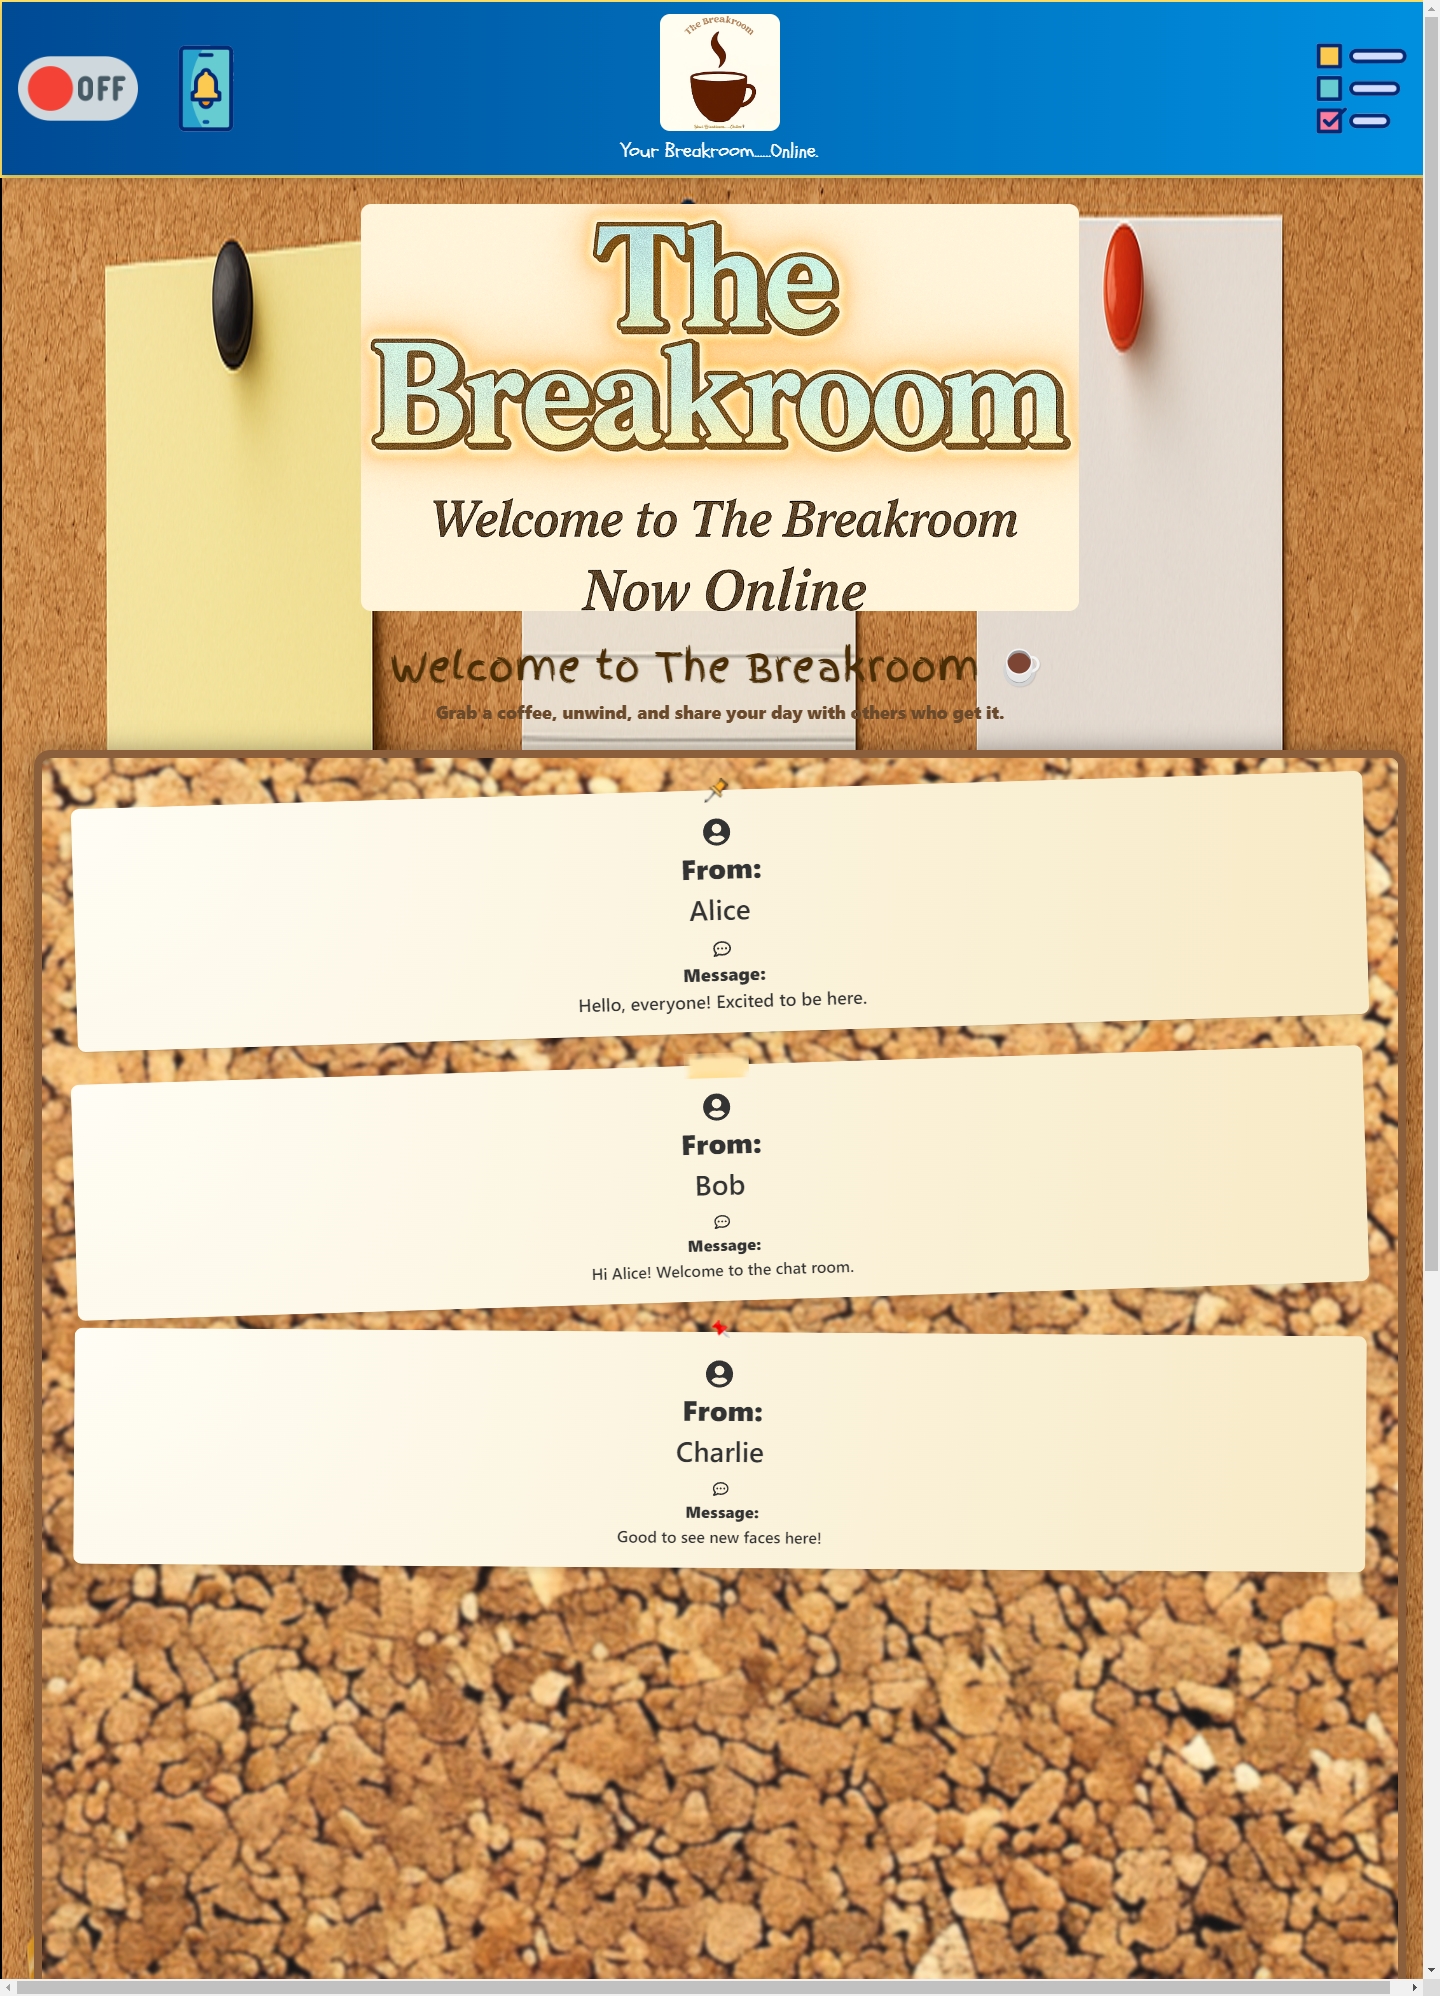 OFF
The Breakroom
Your Breakroom......Online.
The
Breakroom
Welcome to The Breakroom
Now Online
Welcome to The Breakroom
Grab a coffee, unwind, and share your day with others who get it.
From:
Alice
Message:
Hello, everyone! Excited to be here.
From:
Bob
Message:
Hi Alice! Welcome to the chat room.
From:
Charlie
Message:
Good to see new faces here!